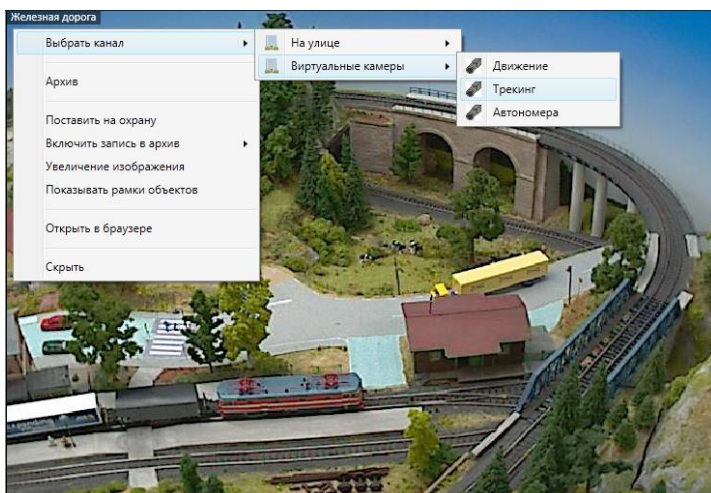 Железная дорога
Выбрать канал
На улице
Виртуальные камеры
Движение
Трекинг
Автономера
Архив
Поставить на охрану
Включить запись в архив
Увеличение изображения
Показывать рамки объектов
Открыть в браузере
Скрыть